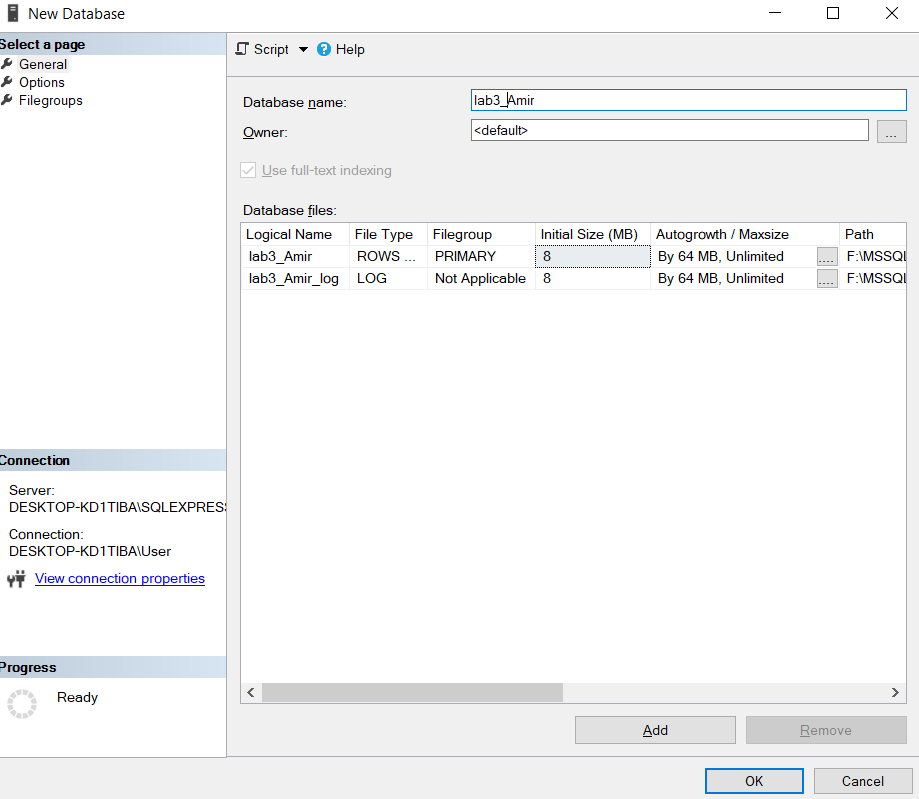 New Database
Select a page
General
Options
Filegroups
Script Help
Database name: lab3_Amir
Owner: <default> ...
Use full-text indexing
Database files:
Logical Name File Type Filegroup Initial Size (MB) Autogrowth / Maxsize Path
lab3_Amir ROWS ... PRIMARY 8 By 64 MB, Unlimited .... F:\MSSQL
lab3_Amir_log LOG Not Applicable 8 By 64 MB, Unlimited .... F:\MSSQL
Connection
Server:
DESKTOP-KD1TIBA\SQLEXPRESS
Connection:
DESKTOP-KD1TIBA\User
View connection properties
Progress
Ready
Add Remove
OK Cancel